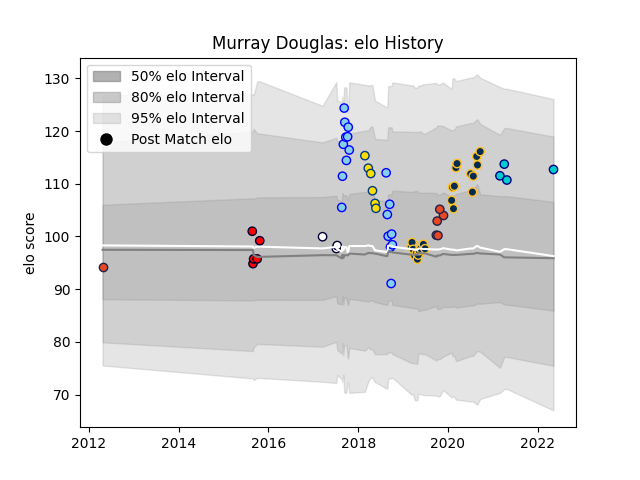 Murray Douglas: elo History
50% elo Interval
80% elo Interval
95% elo Interval
Post Match elo
elo score
130
120
110
100
90
80
70
2012
2014
2016
2018
2020
2022